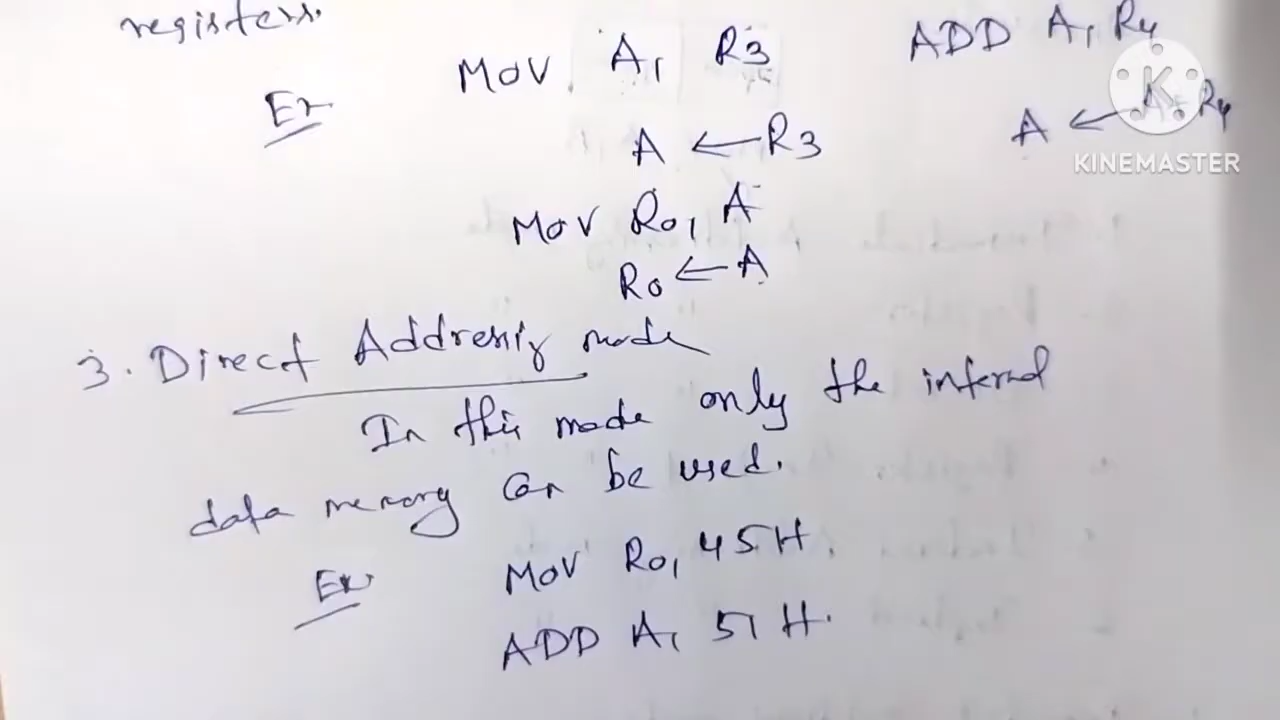 registers.
Ex MOV A, R3 ADD A, R4
A ← R3 A ← R4
MOV R0, A
R0 ← A
3. Direct Addressing mode
In this mode only the internal
data memory can be used.
Ex MOV R0, 45H.
ADD A, 51H.
KINEMASTER